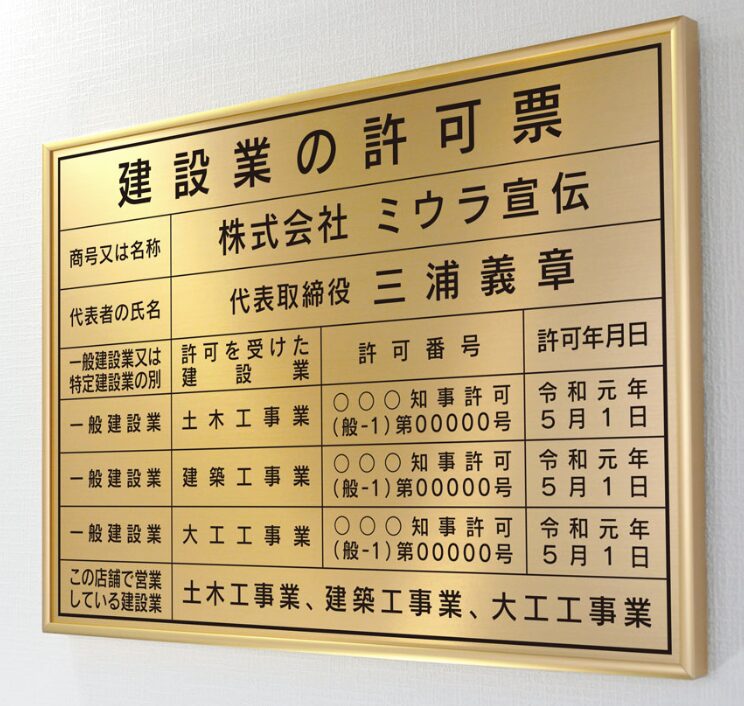 建設業の許可票
商号又は名称 株式会社 ミウラ宣伝
代表者の氏名 代表取締役 三浦義章
一般建設業又は
特定建設業の別
許可を受けた
建設業
許可番号
許可年月日
一般建設業
土木工事業
○○○知事許可
(般-1)第00000号
令和元年
5月1日
一般建設業
建築工事業
○○○知事許可
(般-1)第00000号
令和元年
5月1日
一般建設業
大工工事業
○○○知事許可
(般-1)第00000号
令和元年
5月1日
この店舗で営業
している建設業
土木工事業、建築工事業、大工工事業